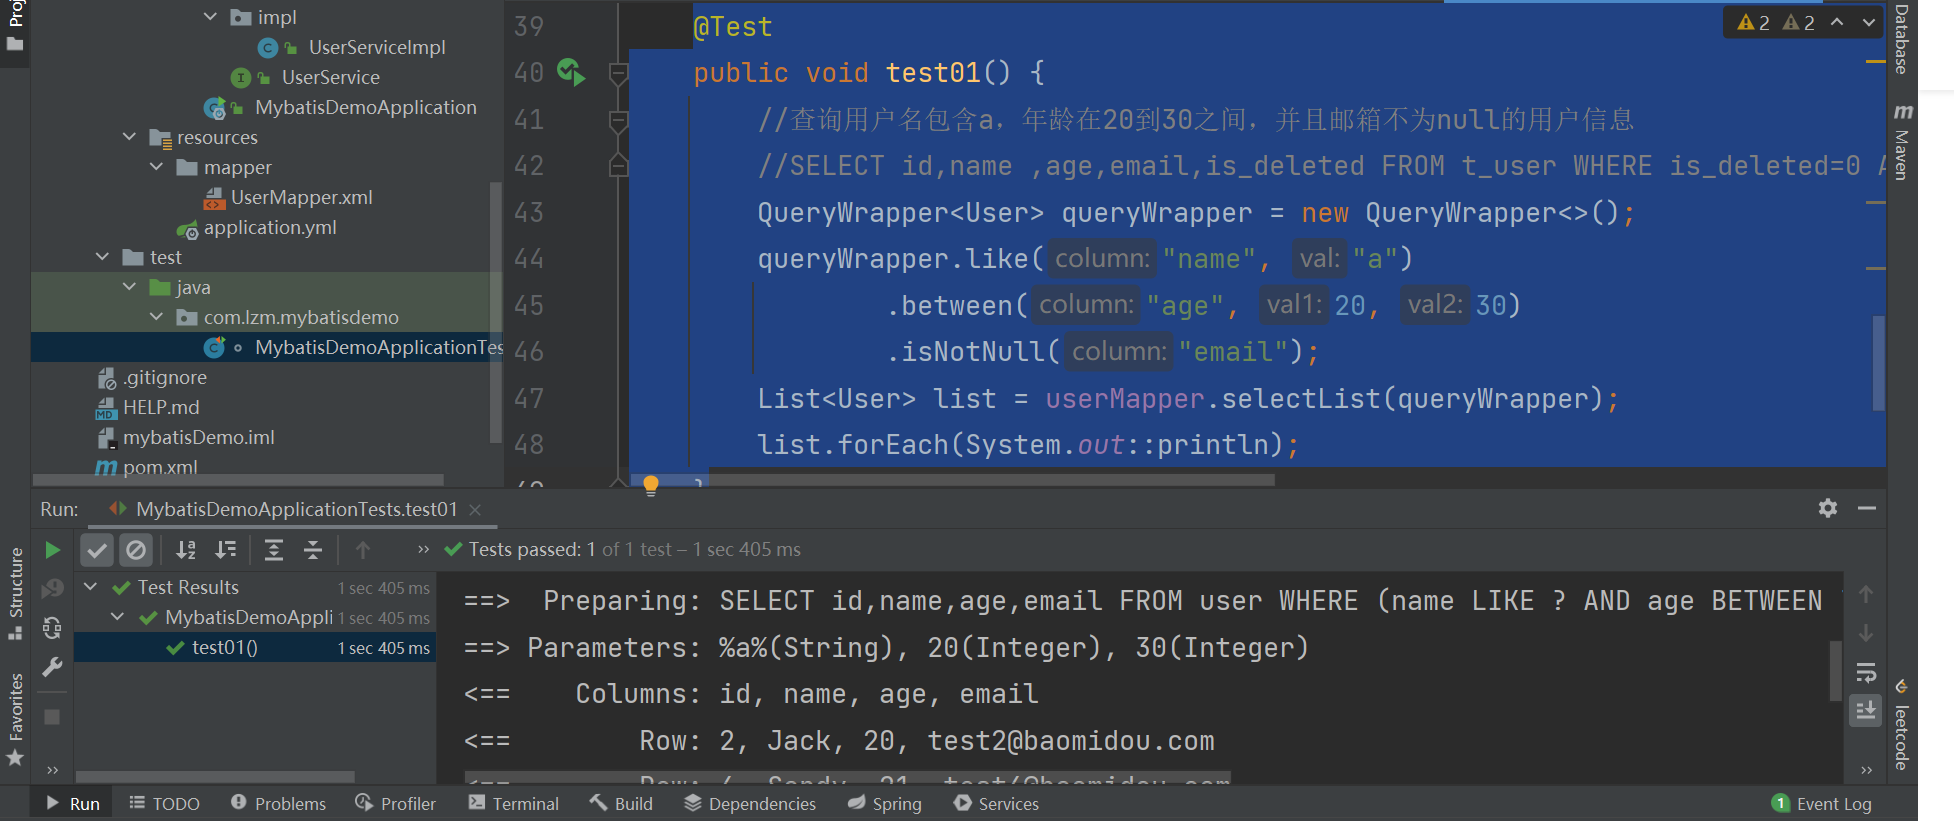 Proj
impl
UserServiceImpl
UserService
MybatisDemoApplication
resources
mapper
UserMapper.xml
application.yml
test
java
com.lzm.mybatisdemo
MybatisDemoApplicationTes
.gitignore
HELP.md
mybatisDemo.iml
pom.xml
39 @Test
40 public void test01() {
41 //查询用户名包含a，年龄在20到30之间，并且邮箱不为null的用户信息
42 //SELECT id,name ,age,email,is_deleted FROM t_user WHERE is_deleted=0 A
43 QueryWrapper<User> queryWrapper = new QueryWrapper<>();
44 queryWrapper.like( column: "name", val: "a")
45 .between( column: "age", val1: 20, val2: 30)
46 .isNotNull( column: "email");
47 List<User> list = userMapper.selectList(queryWrapper);
48 list.forEach(System.out::println);
49 }
2 2
Database
Maven
leetcode
Structure
Favorites
Run: MybatisDemoApplicationTests.test01
Tests passed: 1 of 1 test – 1 sec 405 ms
Test Results 1 sec 405 ms
MybatisDemoAppli 1 sec 405 ms
test01() 1 sec 405 ms
==>  Preparing: SELECT id,name,age,email FROM user WHERE (name LIKE ? AND age BETWEEN
==> Parameters: %a%(String), 20(Integer), 30(Integer)
<==    Columns: id, name, age, email
<==        Row: 2, Jack, 20, test2@baomidou.com
<==        Row: 4, Sandy, 21, test4@baomidou.com
Run TODO Problems Profiler Terminal Build Dependencies Spring Services
1 Event Log